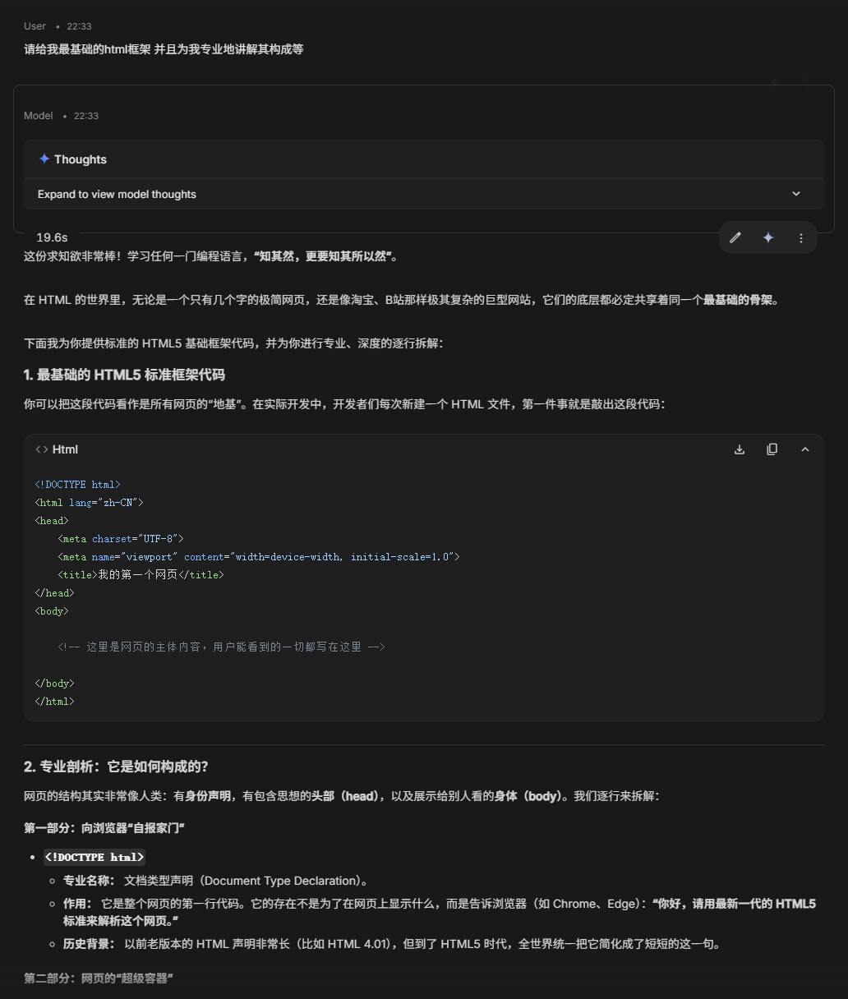 User • 22:33
请给我最基础的html框架 并且为我专业地讲解其构成等
Model • 22:33
Thoughts
Expand to view model thoughts
19.6s
这份求知欲非常棒！学习任何一门编程语言，“知其然，更要知其所以然”。
在 HTML 的世界里，无论是一个只有几个字的极简网页，还是像淘宝、B站那样极其复杂的巨型网站，它们的底层都必定共享着同一个最基础的骨架。
下面我为你提供标准的 HTML5 基础框架代码，并为你进行专业、深度的逐行拆解：
1. 最基础的 HTML5 标准框架代码
你可以把这段代码看作是所有网页的“地基”。在实际开发中，开发者们每次新建一个 HTML 文件，第一件事就是敲出这段代码：
<> Html
<!DOCTYPE html>
<html lang="zh-CN">
<head>
    <meta charset="UTF-8">
    <meta name="viewport" content="width=device-width, initial-scale=1.0">
    <title>我的第一个网页</title>
</head>
<body>
    <!-- 这里是网页的主体内容，用户能看到的一切都写在这里 -->
</body>
</html>
2. 专业剖析：它是如何构成的？
网页的结构其实非常像人类：有身份声明，有包含思想的头部（head），以及展示给别人看的身体（body）。我们逐行来拆解：
第一部分：向浏览器“自报家门”
• <!DOCTYPE html>
○ 专业名称： 文档类型声明（Document Type Declaration）。
○ 作用： 它是整个网页的第一行代码。它的存在不是为了在网页上显示什么，而是告诉浏览器（如 Chrome、Edge）：“你好，请用最新一代的 HTML5
标准来解析这个网页。”
○ 历史背景： 以前老版本的 HTML 声明非常长（比如 HTML 4.01），但到了 HTML5 时代，全世界统一把它简化成了短短的这一句。
第二部分：网页的“超级容器”